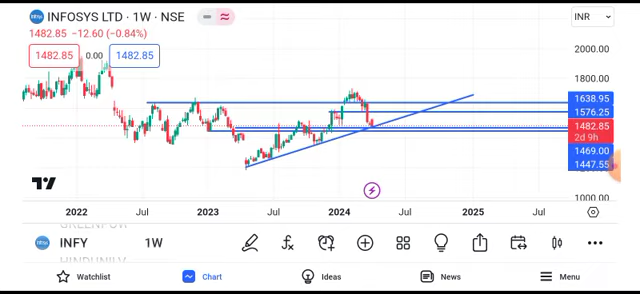 INFOSYS LTD · 1W · NSE
INR
1482.85 −12.60 (−0.84%)
1482.85 0.00 1482.85
2000.00
1800.00
1638.95
1576.25
1482.85
2d 9h
1469.00
1447.55
1000.00
2022 Jul 2023 Jul 2024 Jul 2025 Jul
INFY 1W
Watchlist Chart Ideas News Menu